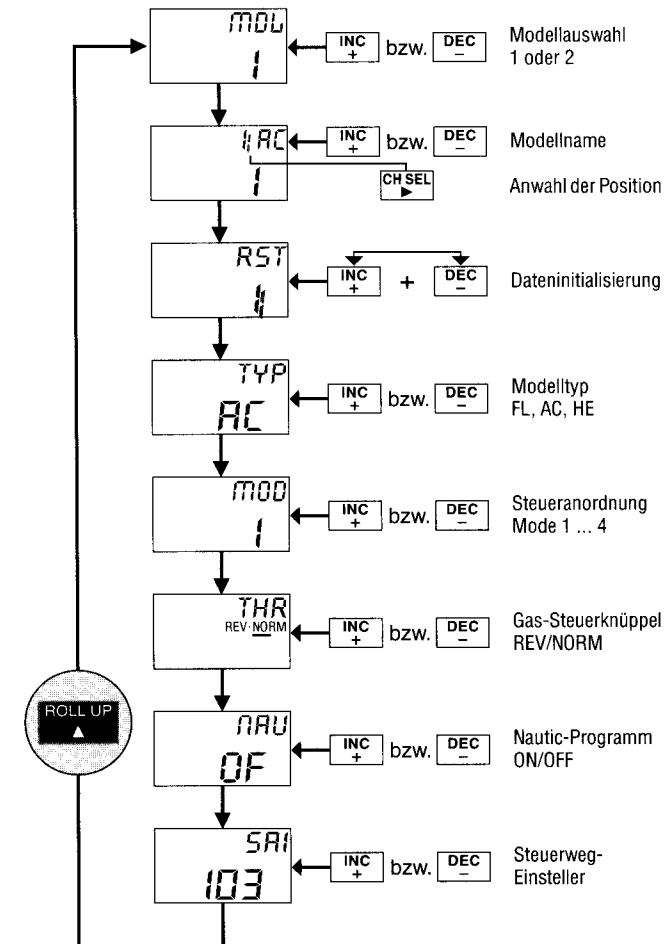 MDL
1
INC + bzw. DEC −
Modellauswahl
1 oder 2
1:AC
1
INC + bzw. DEC −
Modellname
CH SEL ▶
Anwahl der Position
RST
1
INC + + DEC −
Dateninitialisierung
TYP
AC
INC + bzw. DEC −
Modelltyp
FL, AC, HE
MOD
1
INC + bzw. DEC −
Steueranordnung
Mode 1 ... 4
THR
REV·NORM
INC + bzw. DEC −
Gas-Steuerknüppel
REV/NORM
ROLL UP
▲
NAU
OF
INC + bzw. DEC −
Nautic-Programm
ON/OFF
SAI
103
INC + bzw. DEC −
Steuerweg-
Einsteller